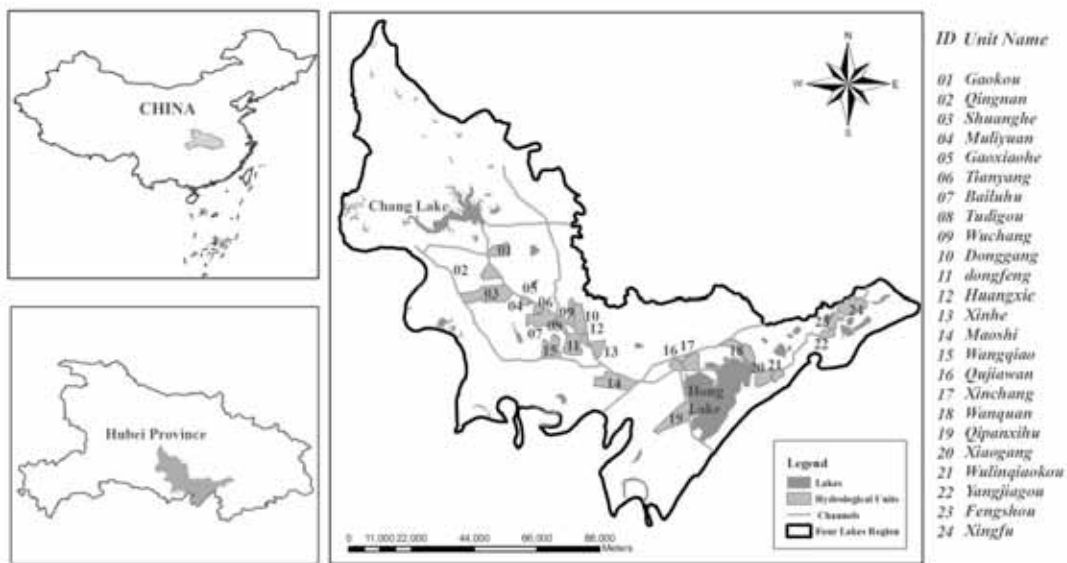 CHINA
Hubei Province
N
W
E
S
Chang Lake
01
02
03
05
04
06
09
10
07
08
12
15
11
13
14
16
17
18
20
21
Hong
Lake
19
22
23
24
Legend
Lakes
Hydrological Units
Channels
Four Lakes Region
0 11,000 22,000 44,000 66,000 88,000
Meters
ID Unit Name
01 Gaokou
02 Qingnan
03 Shuanghe
04 Muliyuan
05 Gaoxiaohe
06 Tianyang
07 Bailuhu
08 Tudigou
09 Wuchang
10 Donggang
11 dongfeng
12 Huangxie
13 Xinhe
14 Maoshi
15 Wangqiao
16 Qujiawan
17 Xinchang
18 Wanquan
19 Qipanxihu
20 Xiaogang
21 Wulinqiaokou
22 Yangjiagou
23 Fengshou
24 Xingfu